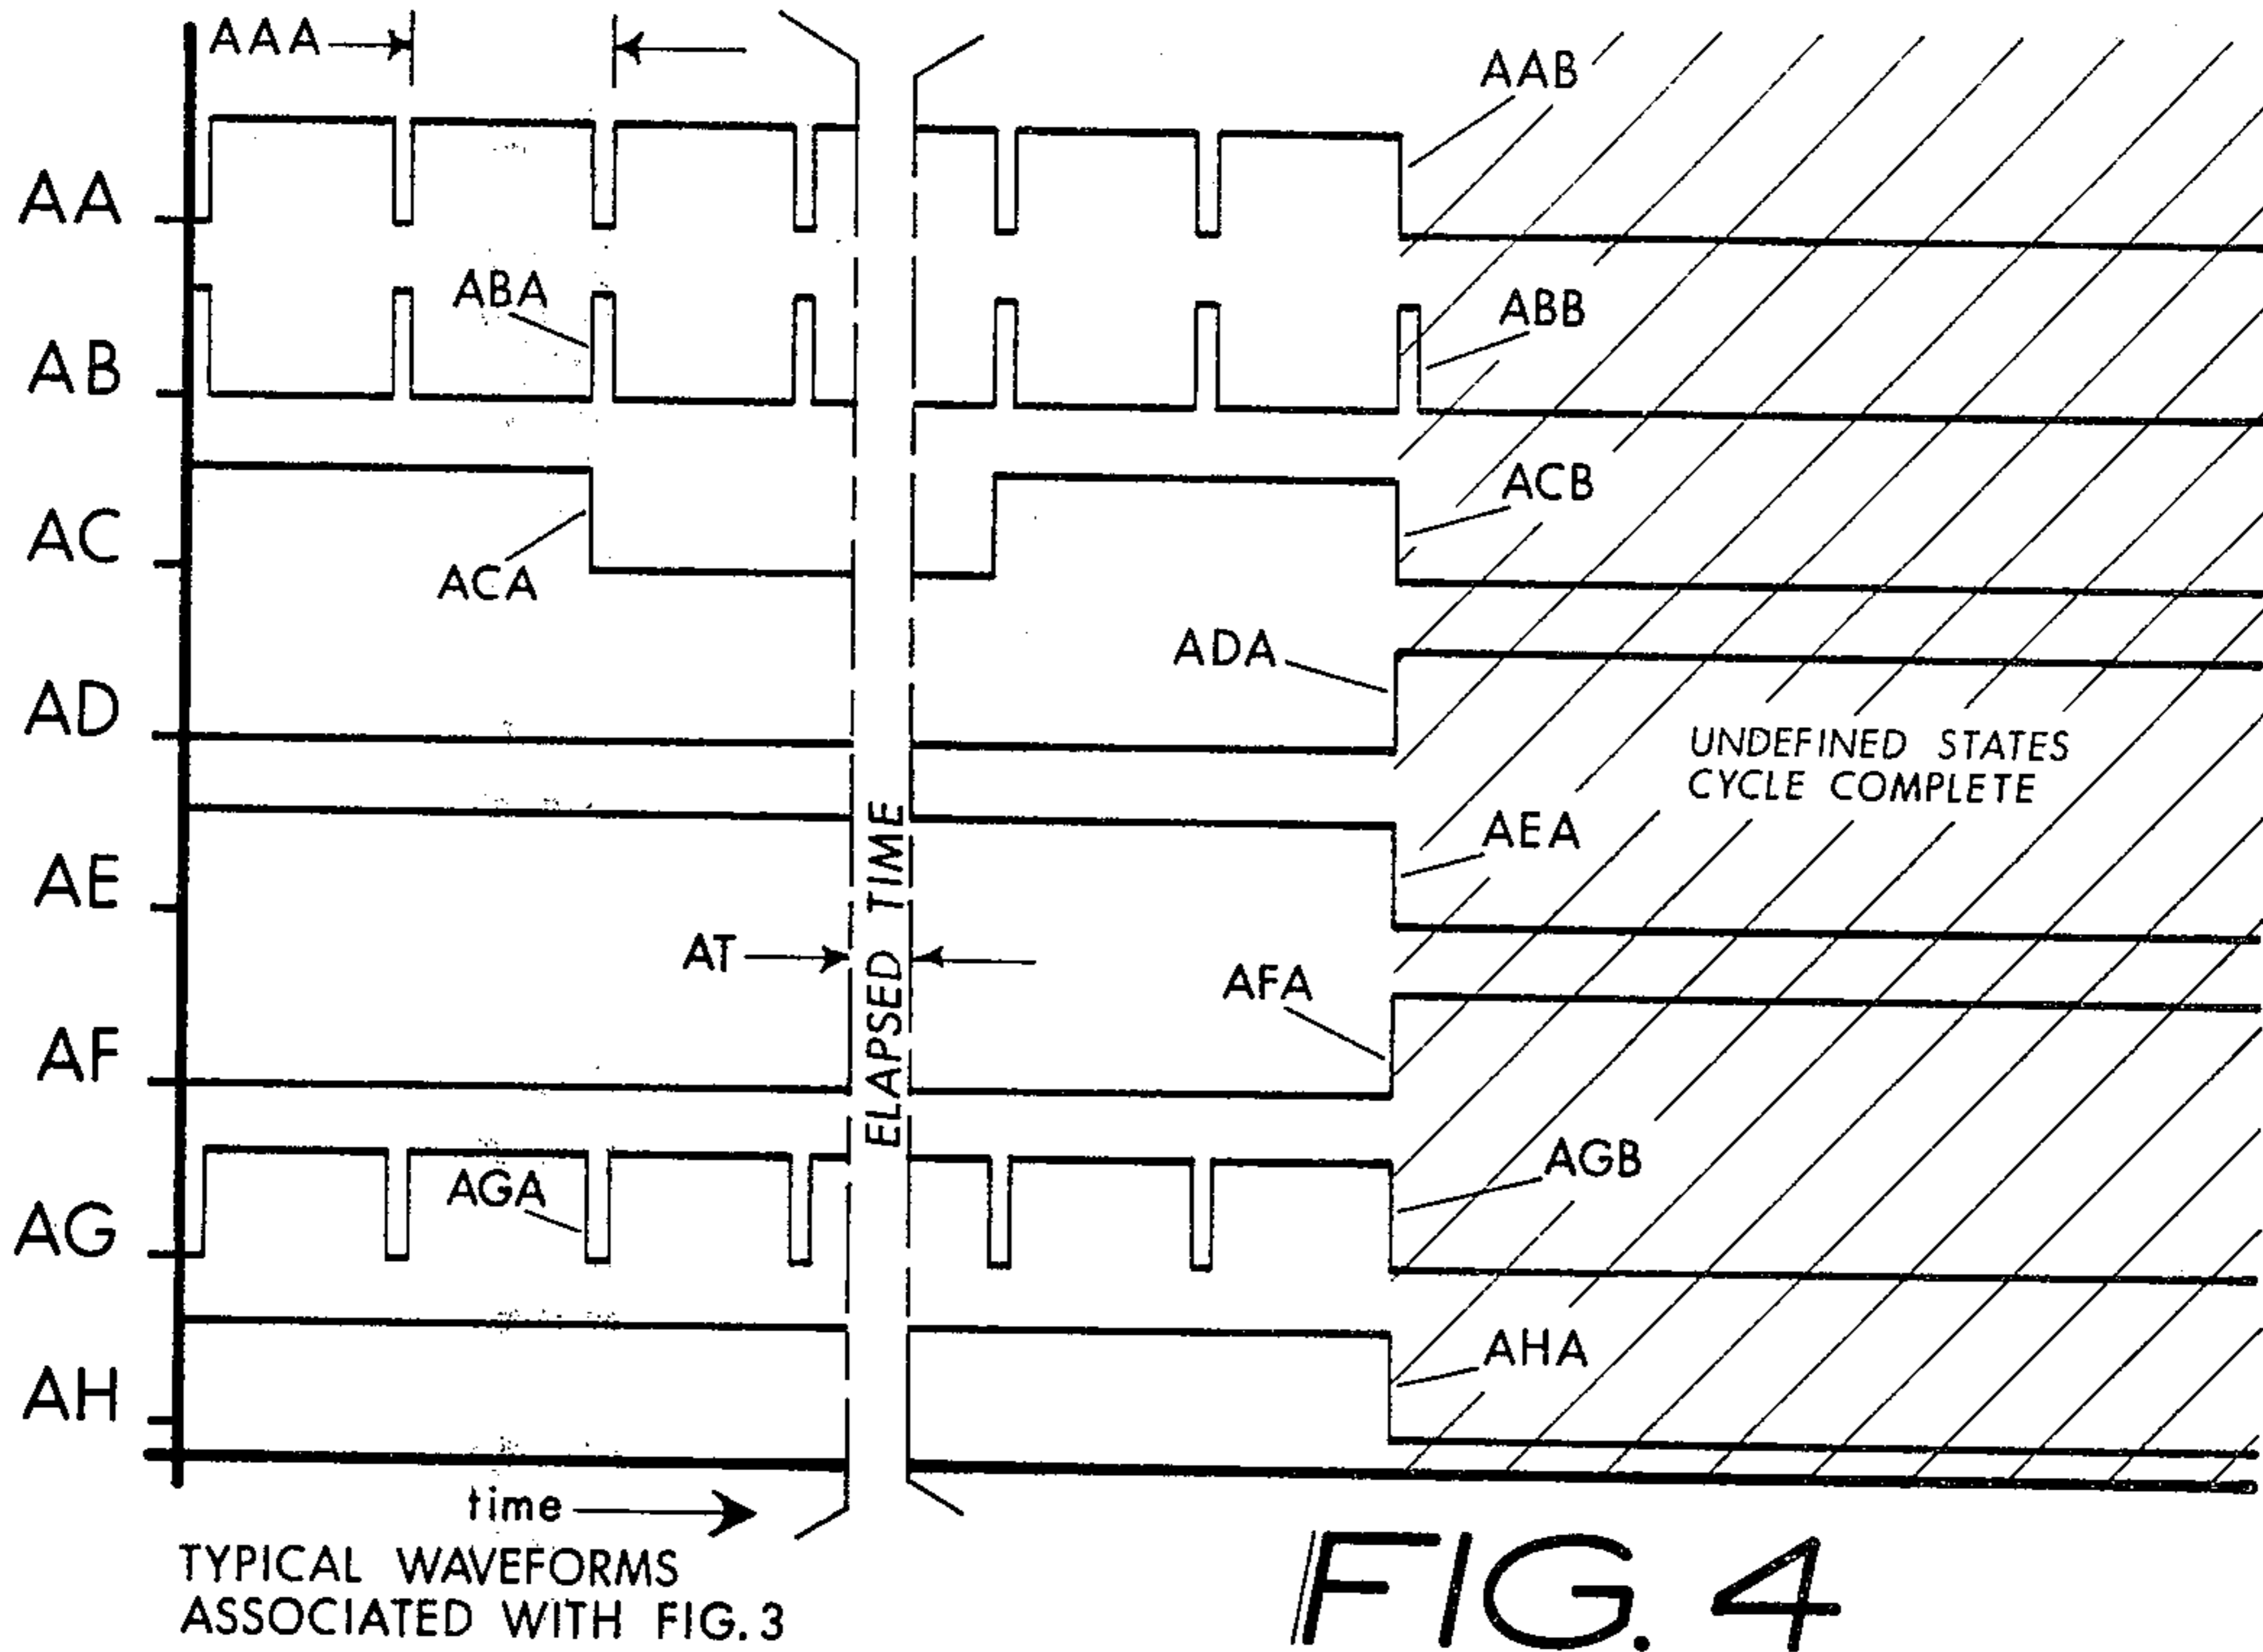 AAA
AAB
AA
ABA
ABB
AB
ACB
AC
ACA
ADA
AD
UNDEFINED STATES
CYCLE COMPLETE
AEA
AE
ELAPSED TIME
AT
AFA
AF
AGB
AGA
AG
AHA
AH
time
TYPICAL WAVEFORMS
ASSOCIATED WITH FIG. 3
FIG. 4